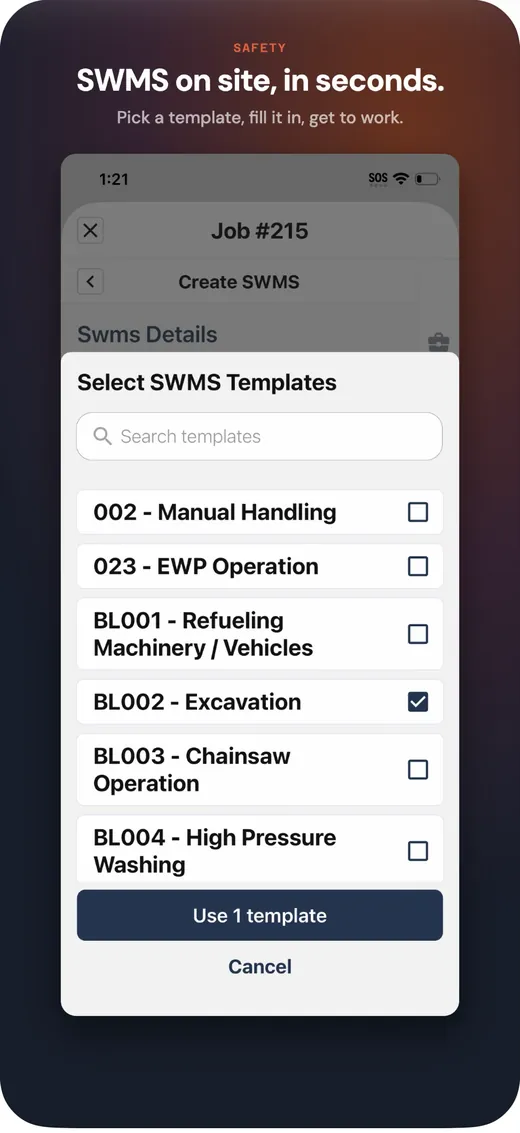 SAFETY
SWMS on site, in seconds.
Pick a template, fill it in, get to work.
1:21
SOS
Job #215
Create SWMS
Swms Details
Select SWMS Templates
Search templates
002 - Manual Handling
023 - EWP Operation
BL001 - Refueling
Machinery / Vehicles
BL002 - Excavation
BL003 - Chainsaw
Operation
BL004 - High Pressure
Washing
Use 1 template
Cancel